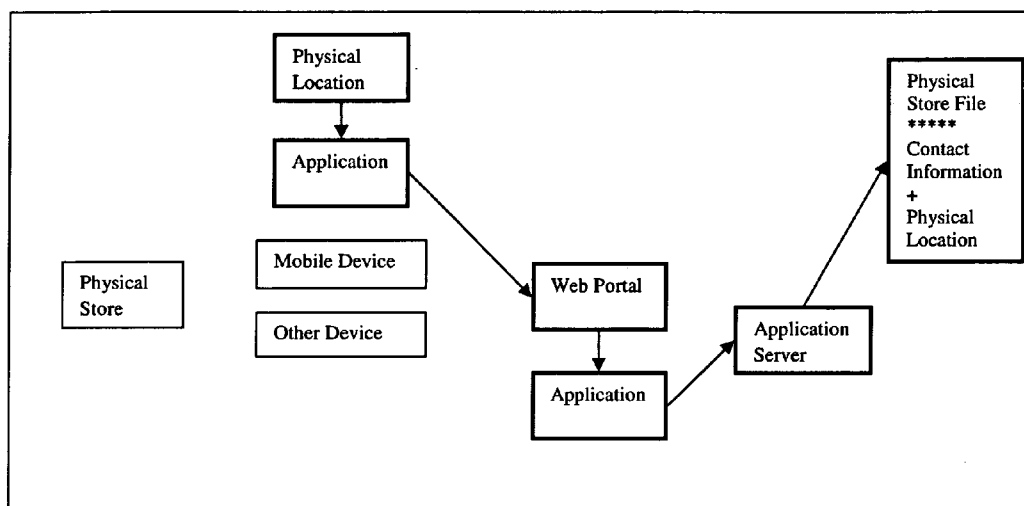 Physical
Location
Application
Mobile Device
Other Device
Physical
Store
Web Portal
Application
Application
Server
Physical
Store File
*****
Contact
Information
+
Physical
Location